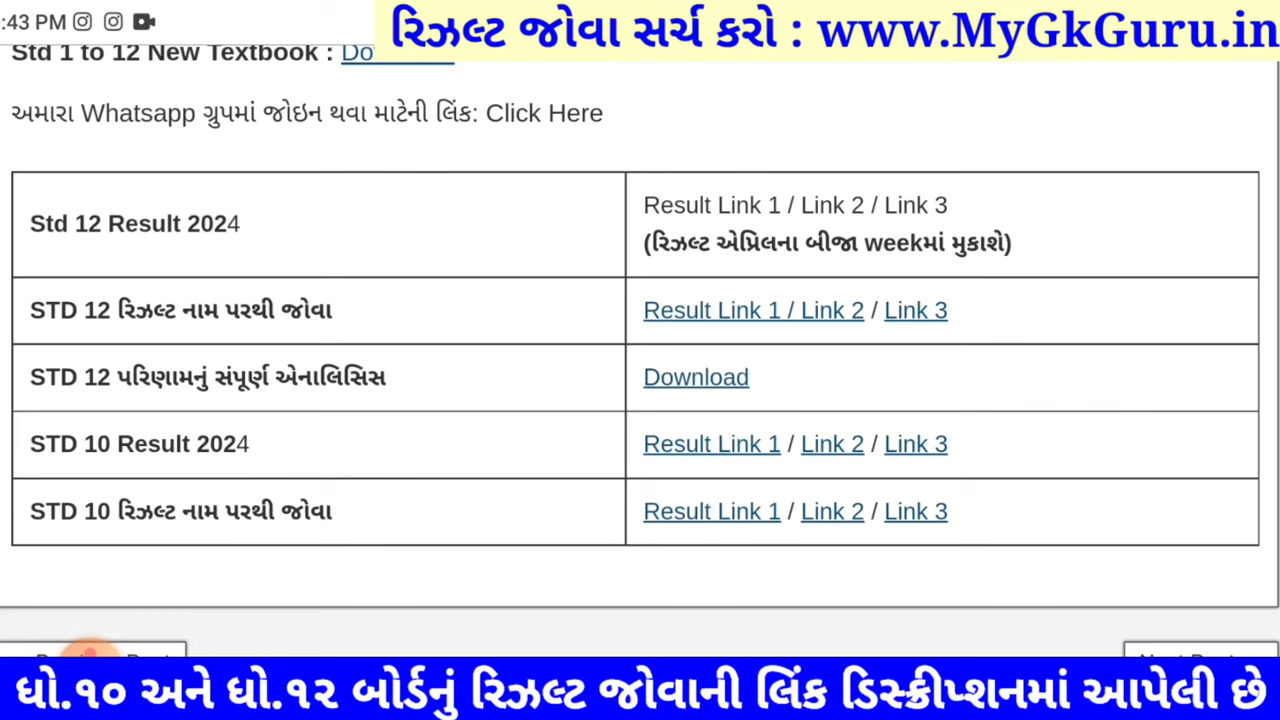 :43 PM
રિઝલ્ટ જોવા સર્ચ કરો : www.MyGkGuru.in
Std 1 to 12 New Textbook :
અમારા Whatsapp ગ્રુપમાં જોઇન થવા માટેની લિંક: Click Here
Std 12 Result 2024
Result Link 1 / Link 2 / Link 3
(રિઝલ્ટ એપ્રિલના બીજા weekમાં મુકાશે)
STD 12 રિઝલ્ટ નામ પરથી જોવા
Result Link 1 / Link 2 / Link 3
STD 12 પરિણામનું સંપૂર્ણ એનાલિસિસ
Download
STD 10 Result 2024
Result Link 1 / Link 2 / Link 3
STD 10 રિઝલ્ટ નામ પરથી જોવા
Result Link 1 / Link 2 / Link 3
ધો.૧૦ અને ધો.૧૨ બોર્ડનું રિઝલ્ટ જોવાની લિંક ડિસ્ક્રીપ્શનમાં આપેલી છે